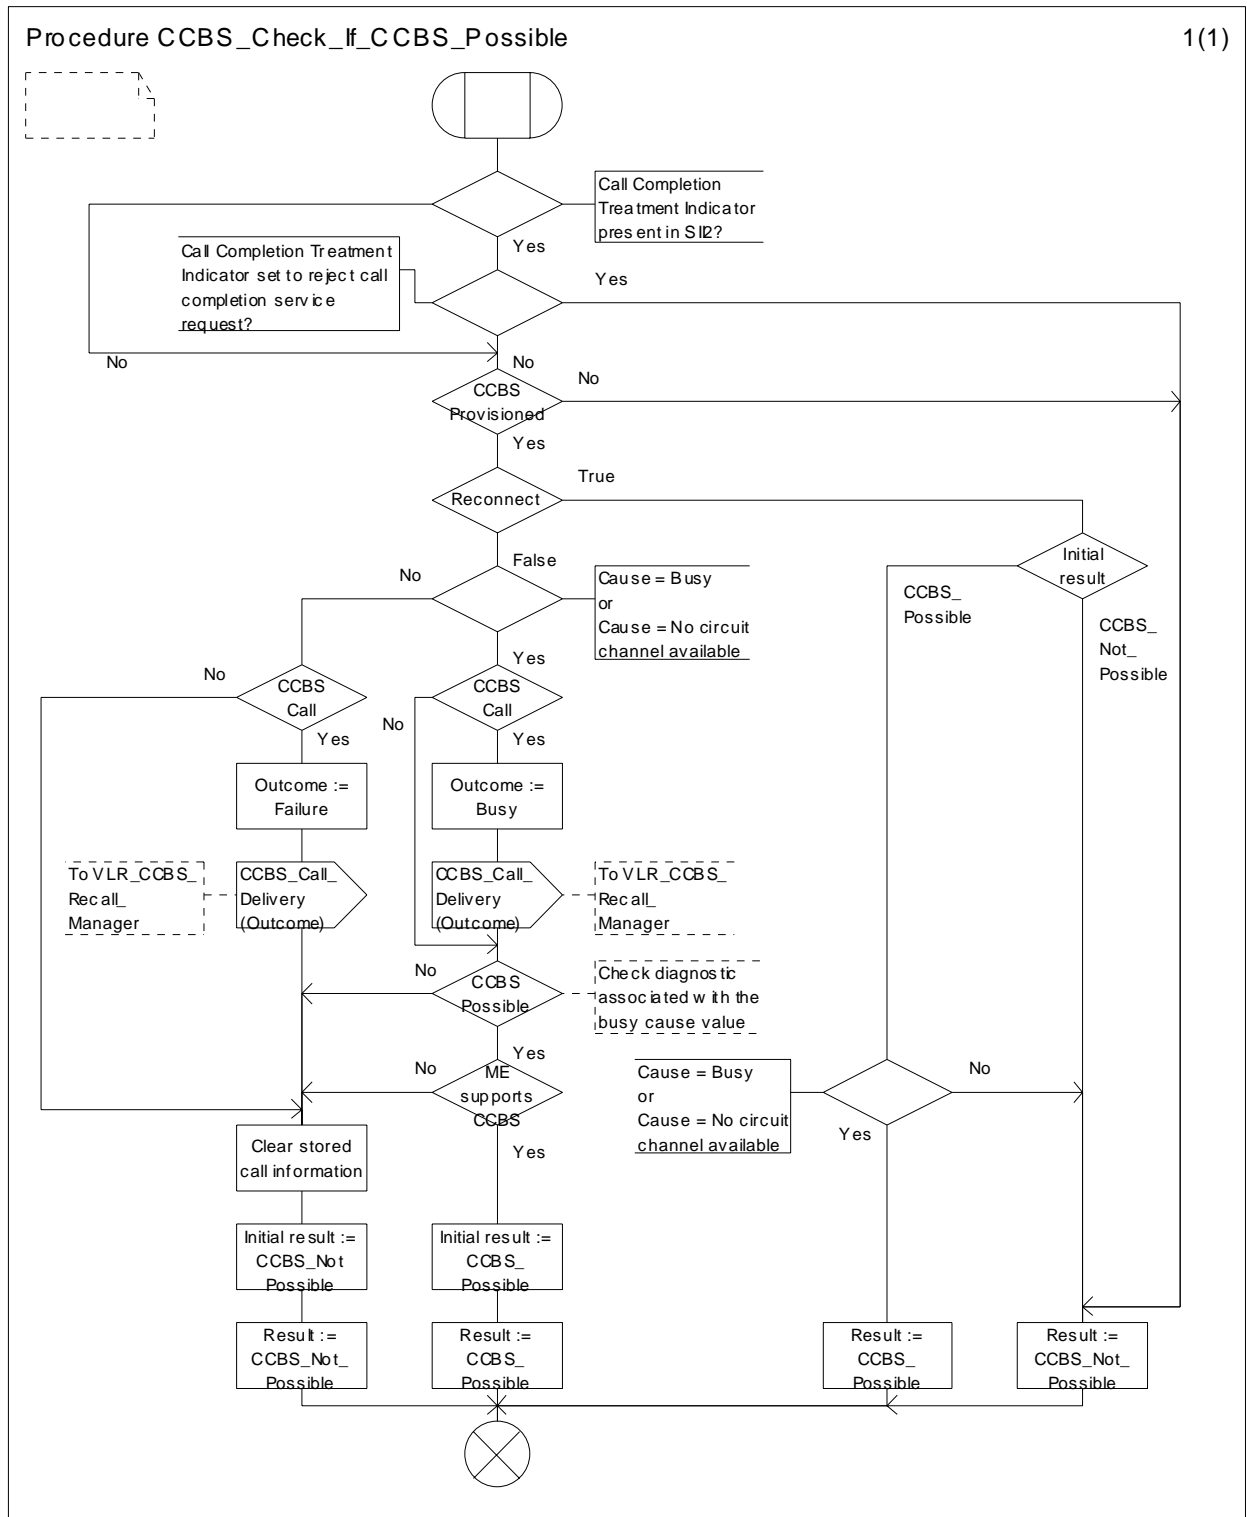 Procedure CCBS_Check_If_CCBS_Possible
1(1)
Call Completion
Treatment Indicator
present in SII2?
Yes
Call Completion Treatment
Indicator set to reject call
completion service
request?
Yes
No
No
CCBS
Provisioned
No
Yes
Reconnect
True
False
Initial
result
No
Cause = Busy
or
Cause = No circuit
channel available
CCBS_
Possible
CCBS_
Not_
Possible
Yes
No
CCBS
Call
CCBS
Call
No
Yes
Yes
Outcome :=
Failure
Outcome :=
Busy
To VLR_CCBS_
Recall_
Manager
CCBS_Call_
Delivery
(Outcome)
CCBS_Call_
Delivery
(Outcome)
To VLR_CCBS_
Recall_
Manager
No
CCBS
Possible
Check diagnostic
associated with the
busy cause value
Yes
No
ME
supports
CCBS
Cause = Busy
or
Cause = No circuit
channel available
No
Yes
Yes
Clear stored
call information
Initial result :=
CCBS_Not
Possible
Initial result :=
CCBS_
Possible
Result :=
CCBS_Not_
Possible
Result :=
CCBS_
Possible
Result :=
CCBS_
Possible
Result :=
CCBS_Not_
Possible